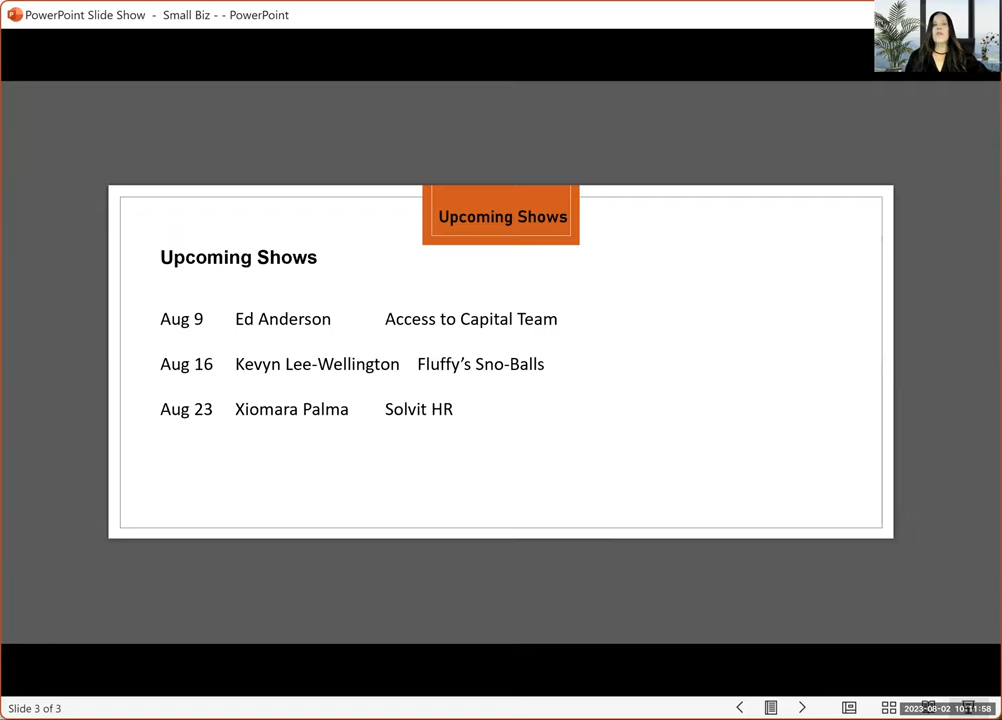 PowerPoint Slide Show - Small Biz - - PowerPoint
Upcoming Shows
Upcoming Shows
Aug 9 Ed Anderson Access to Capital Team
Aug 16 Kevyn Lee-Wellington Fluffy’s Sno-Balls
Aug 23 Xiomara Palma Solvit HR
Slide 3 of 3
2023-08-02 10:11:58